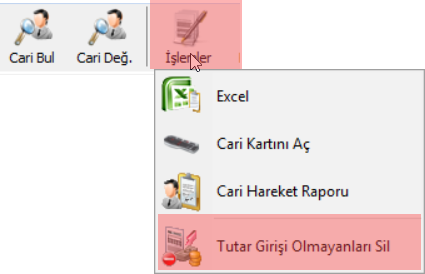 Cari Bul Cari Değ. İşlemler
Excel
Cari Kartını Aç
Cari Hareket Raporu
Tutar Girişi Olmayanları Sil